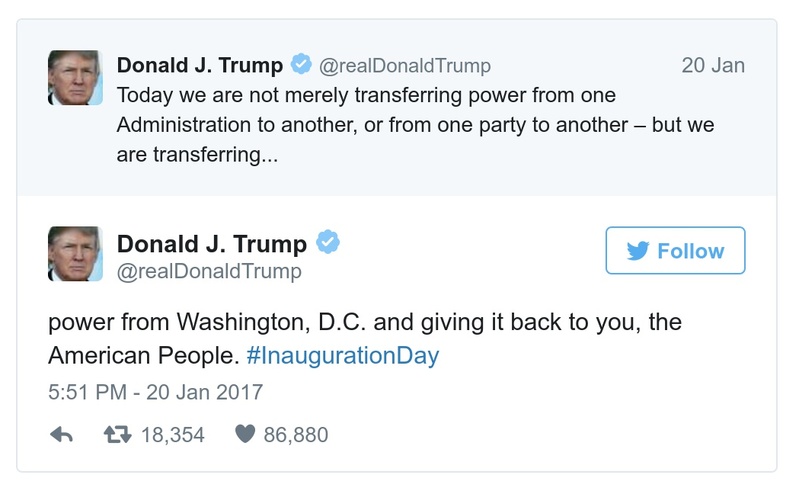 Donald J. Trump @realDonaldTrump 20 Jan
Today we are not merely transferring power from one
Administration to another, or from one party to another – but we
are transferring...
Donald J. Trump
@realDonaldTrump
Follow
power from Washington, D.C. and giving it back to you, the
American People. #InaugurationDay
5:51 PM - 20 Jan 2017
18,354 86,880